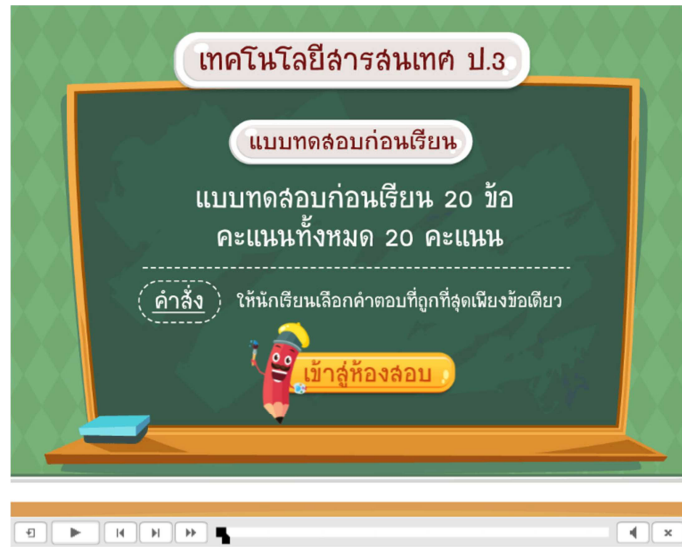 เทคโนโลยีสารสนเทศ ป.3
แบบทดสอบก่อนเรียน
แบบทดสอบก่อนเรียน 20 ข้อ
คะแนนทั้งหมด 20 คะแนน
คำสั่ง ให้นักเรียนเลือกคำตอบที่ถูกที่สุดเพียงข้อเดียว
เข้าสู่ห้องสอบ